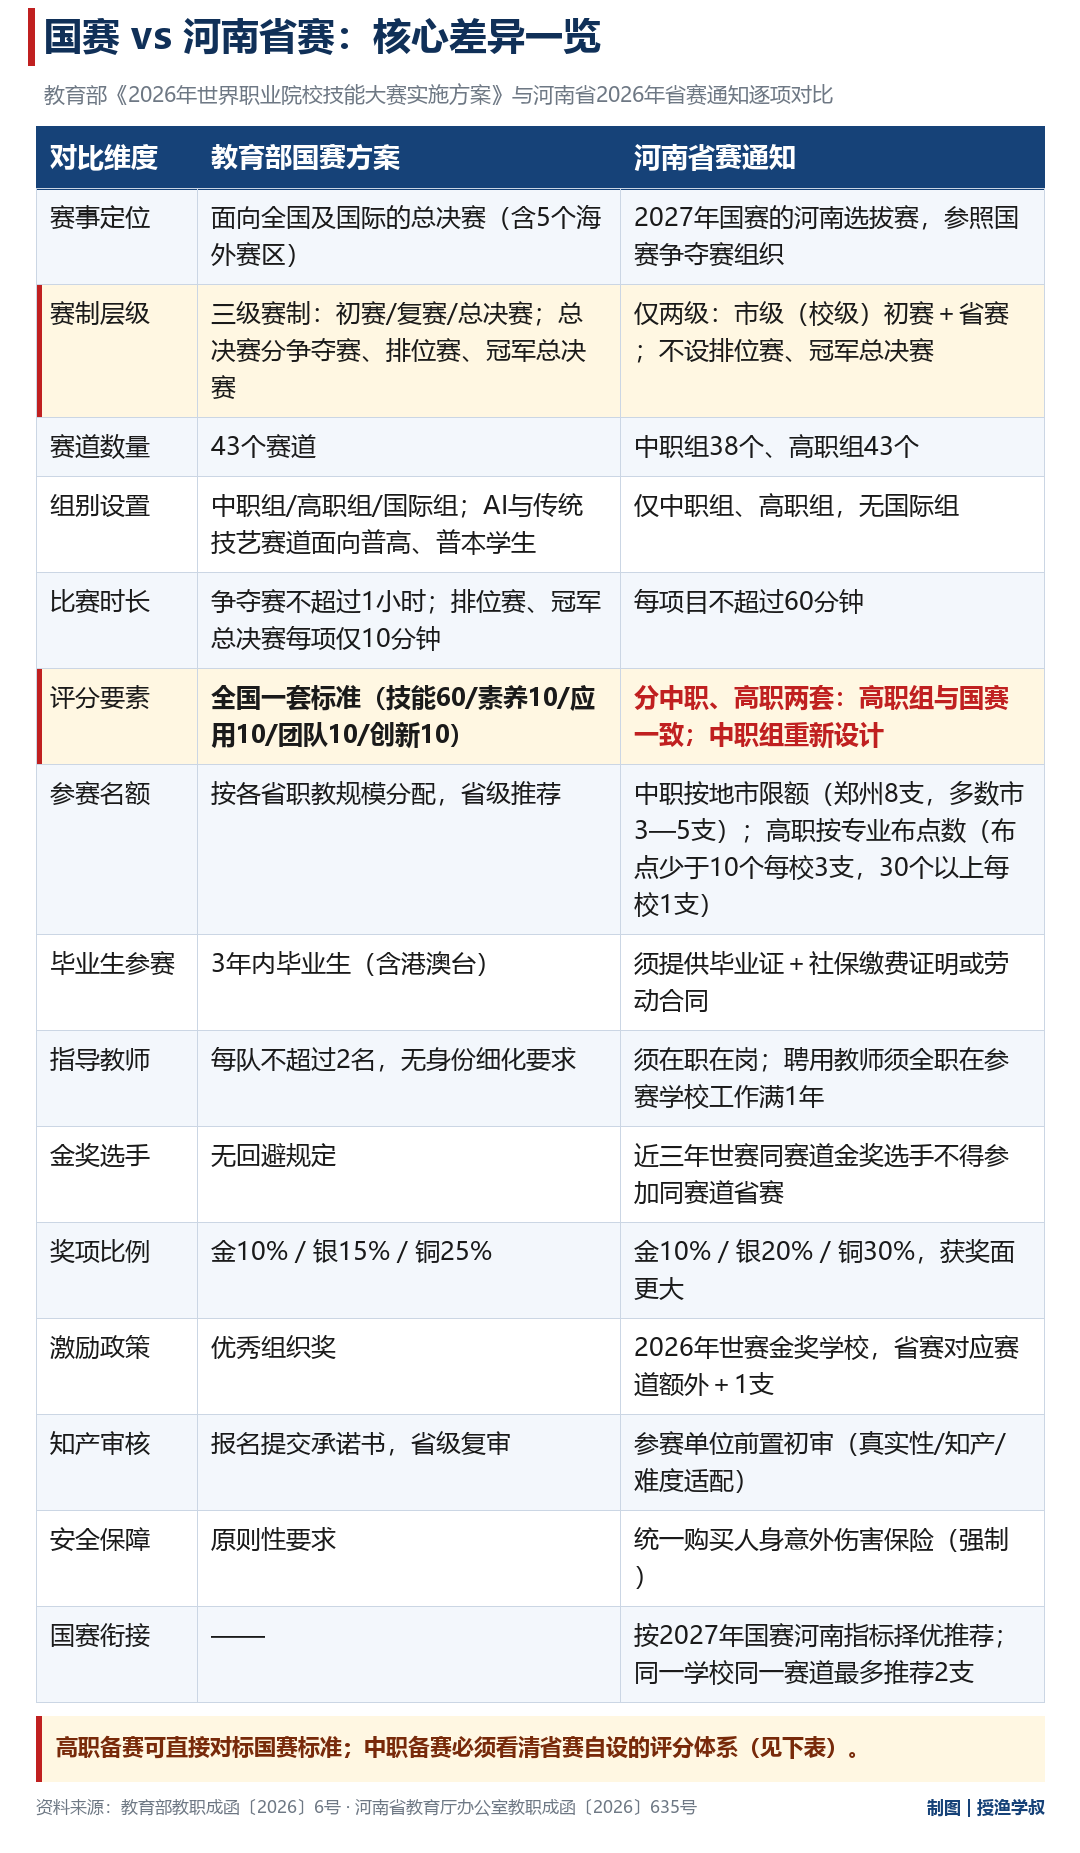 国赛 vs 河南省赛：核心差异一览
教育部《2026年世界职业院校技能大赛实施方案》与河南省2026年省赛通知逐项对比
对比维度 教育部国赛方案 河南省赛通知
赛事定位 面向全国及国际的总决赛（含5个海 2027年国赛的河南选拔赛，参照国
外赛区） 赛争夺赛组织
赛制层级 三级赛制：初赛/复赛/总决赛；总 仅两级：市级（校级）初赛＋省赛
决赛分争夺赛、排位赛、冠军总决 ；不设排位赛、冠军总决赛
赛
赛道数量 43个赛道 中职组38个、高职组43个
组别设置 中职组/高职组/国际组；AI与传统 仅中职组、高职组，无国际组
技艺赛道面向普高、普本学生
比赛时长 争夺赛不超过1小时；排位赛、冠军 每项目不超过60分钟
总决赛每项仅10分钟
评分要素 全国一套标准（技能60/素养10/应 分中职、高职两套：高职组与国赛
用10/团队10/创新10） 一致；中职组重新设计
参赛名额 按各省职教规模分配，省级推荐 中职按地市限额（郑州8支，多数市
3—5支）；高职按专业布点数（布
点少于10个每校3支，30个以上每
校1支）
毕业生参赛 3年内毕业生（含港澳台） 须提供毕业证＋社保缴费证明或劳
动合同
指导教师 每队不超过2名，无身份细化要求 须在职在岗；聘用教师须全职在参
赛学校工作满1年
金奖选手 无回避规定 近三年世赛同赛道金奖选手不得参
加同赛道省赛
奖项比例 金10% / 银15% / 铜25% 金10% / 银20% / 铜30%，获奖面
更大
激励政策 优秀组织奖 2026年世赛金奖学校，省赛对应赛
道额外＋1支
知产审核 报名提交承诺书，省级复审 参赛单位前置初审（真实性/知产/
难度适配）
安全保障 原则性要求 统一购买人身意外伤害保险（强制
）
国赛衔接 —— 按2027年国赛河南指标择优推荐；
同一学校同一赛道最多推荐2支
高职备赛可直接对标国赛标准；中职备赛必须看清省赛自设的评分体系（见下表）。
资料来源：教育部教职成函〔2026〕6号 · 河南省教育厅办公室教职成函〔2026〕635号 制图 | 授渔学叔